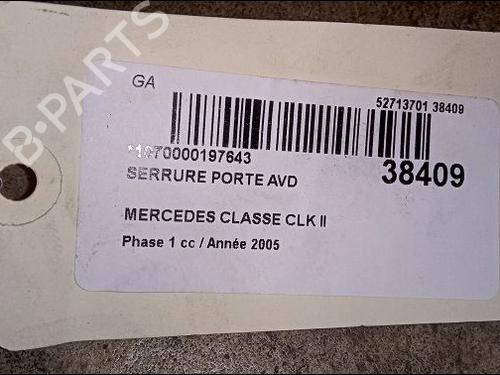 B-PARTS
GA
52713701 38409
*1070000197643
38409
SERRURE PORTE AVD
MERCEDES CLASSE CLK II
Phase 1 cc / Année 2005